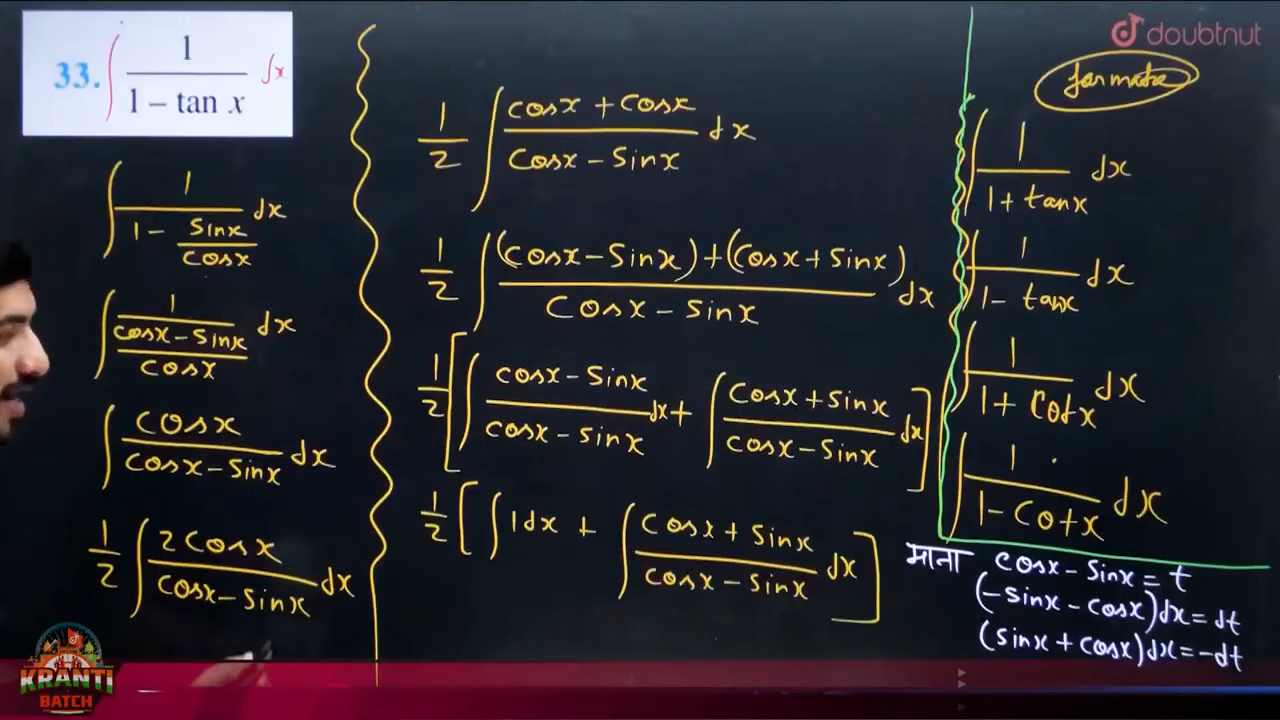 33. ∫ 1/(1 – tan x) dx
∫ 1/(1 - sinx/cosx) dx
∫ 1/((cosx - sinx)/cosx) dx
∫ cosx/(cosx - sinx) dx
1/2 ∫ 2cosx/(cosx - sinx) dx
KRANTI
BATCH
1/2 ∫ (cosx + cosx)/(cosx - sinx) dx
1/2 ∫ ((cosx - sinx) + (cosx + sinx))/(cosx - sinx) dx
1/2 [∫ (cosx - sinx)/(cosx - sinx) dx + ∫ (cosx + sinx)/(cosx - sinx) dx]
1/2 [∫ 1dx + ∫ (cosx + sinx)/(cosx - sinx) dx]
doubtnut
∫ 1/(1 + tanx) dx
∫ 1/(1 - tanx) dx
∫ 1/(1 + cotx) dx
∫ 1/(1 - cotx) dx
माना cosx - sinx = t
(-sinx - cosx)dx = dt
(sinx + cosx)dx = -dt